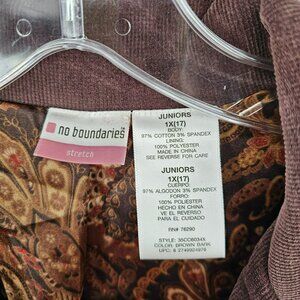 no boundaries
stretch
JUNIORS
1X(17)
BODY:
97% COTTON 3% SPANDEX
LINING:
100% POLYESTER
MADE IN CHINA
SEE REVERSE FOR CARE
JUNIORS
1X(17)
CUERPO:
97% ALGODON 3% SPANDEX
FORRO:
100% POLYESTER
HECHO EN CHINA
VE EL REVERSO
PARA EL CUIDADO
RN# 76290
STYLE: 35CC6034X
COLOR: BROWN BARK